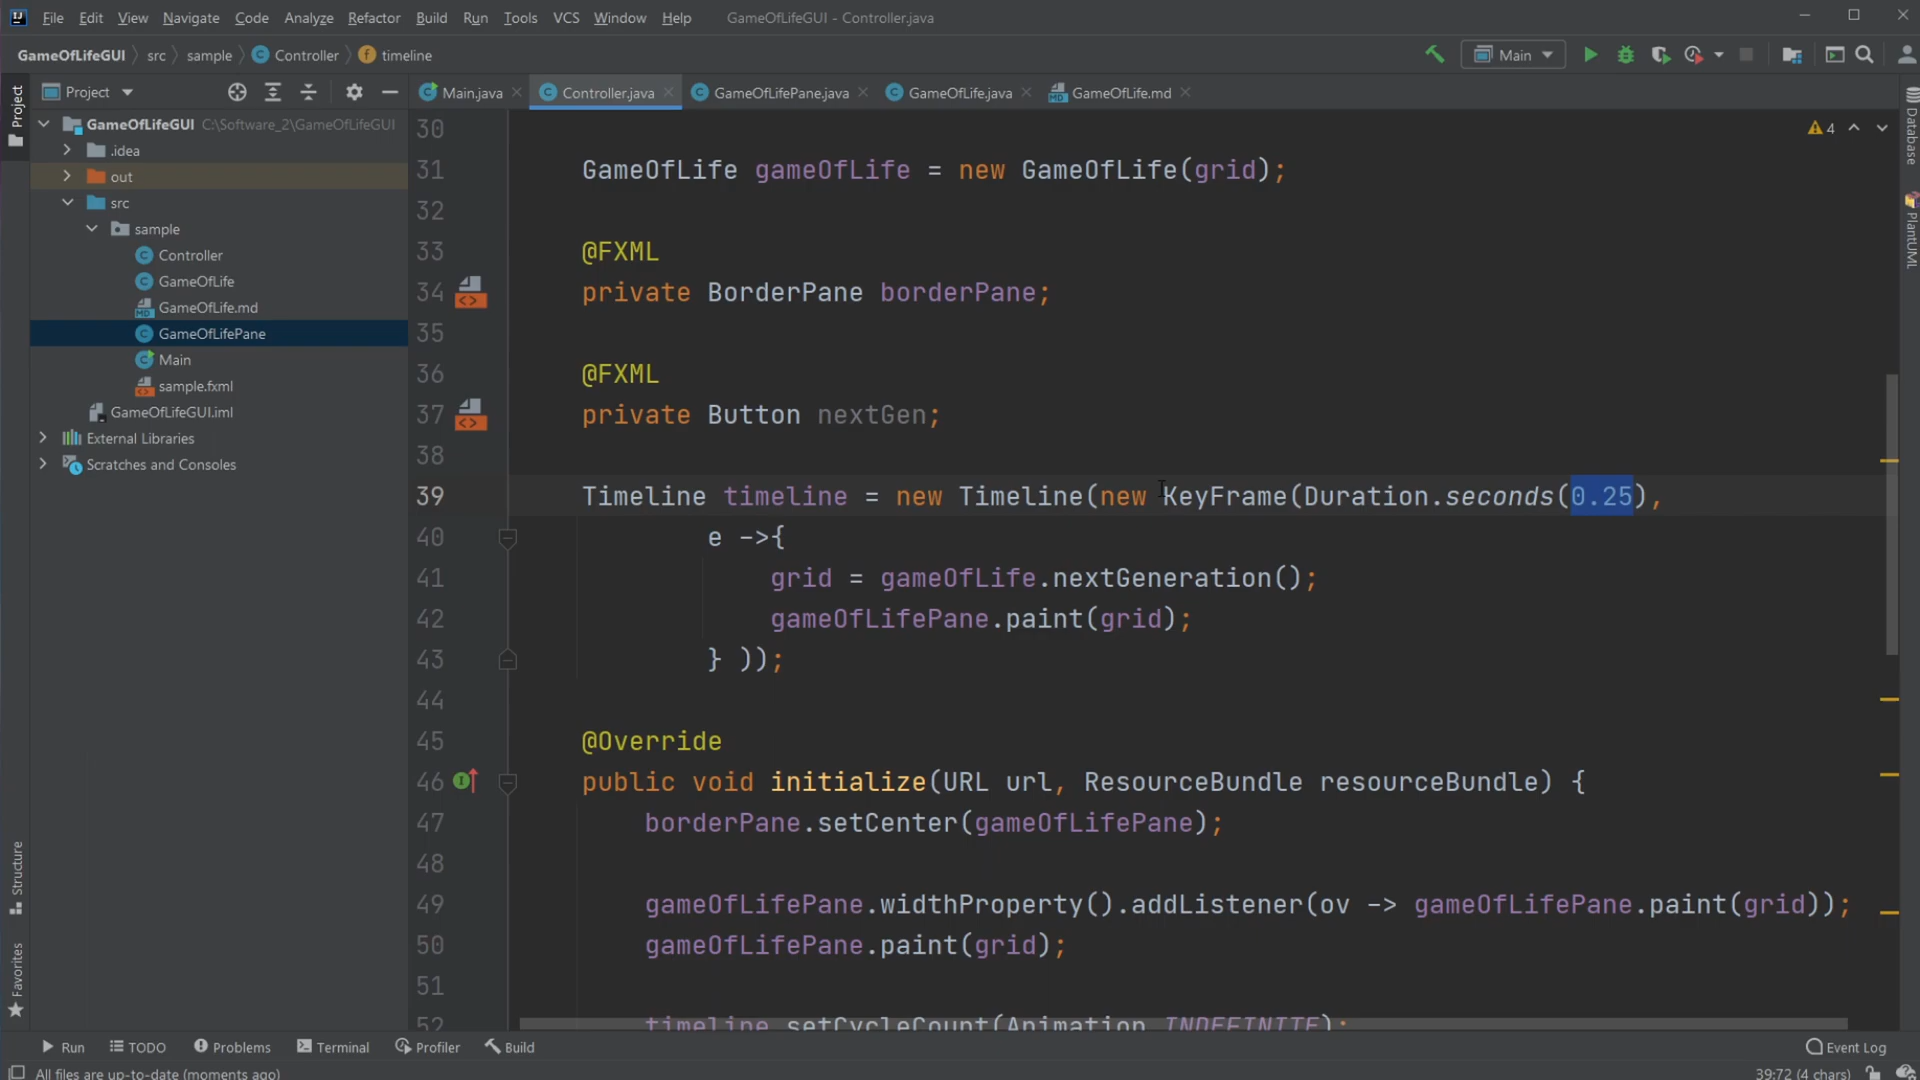 File Edit View Navigate Code Analyze Refactor Build Run Tools VCS Window Help GameOfLifeGUI - Controller.java
GameOfLifeGUI src sample Controller timeline
Main
Project
Main.java Controller.java GameOfLifePane.java GameOfLife.java GameOfLife.md
GameOfLifeGUI C:\Software_2\GameOfLifeGUI
.idea
out
src
sample
Controller
GameOfLife
GameOfLife.md
GameOfLifePane
Main
sample.fxml
GameOfLifeGUI.iml
External Libraries
Scratches and Consoles
Project
Structure
Favorites
4
30
31 GameOfLife gameOfLife = new GameOfLife(grid);
32
33 @FXML
34 private BorderPane borderPane;
35
36 @FXML
37 private Button nextGen;
38
39 Timeline timeline = new Timeline(new KeyFrame(Duration.seconds(0.25),
40 e ->{
41 grid = gameOfLife.nextGeneration();
42 gameOfLifePane.paint(grid);
43 } ));
44
45 @Override
46 public void initialize(URL url, ResourceBundle resourceBundle) {
47 borderPane.setCenter(gameOfLifePane);
48
49 gameOfLifePane.widthProperty().addListener(ov -> gameOfLifePane.paint(grid));
50 gameOfLifePane.paint(grid);
51
52 timeline.setCycleCount(Animation.INDEFINITE);
Database
PlantUML
Run TODO Problems Terminal Profiler Build Event Log
All files are up-to-date (moments ago) 39:72 (4 chars)